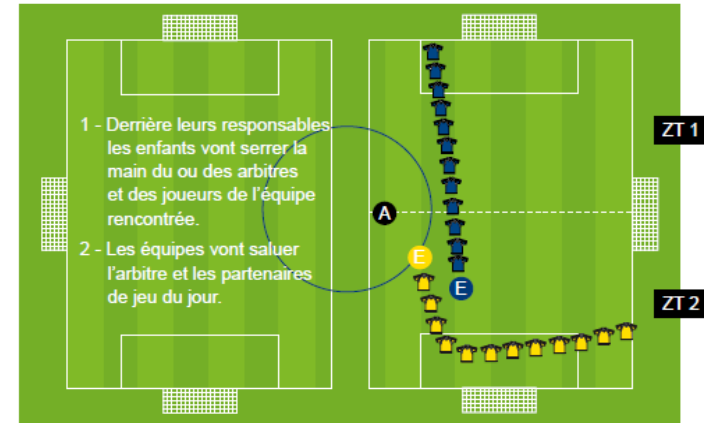 1 - Derrière leurs responsables
les enfants vont serrer la
main du ou des arbitres
et des joueurs de l'équipe
rencontrée.
2 - Les équipes vont saluer
l'arbitre et les partenaires
de jeu du jour.
A
E
E
ZT 1
ZT 2